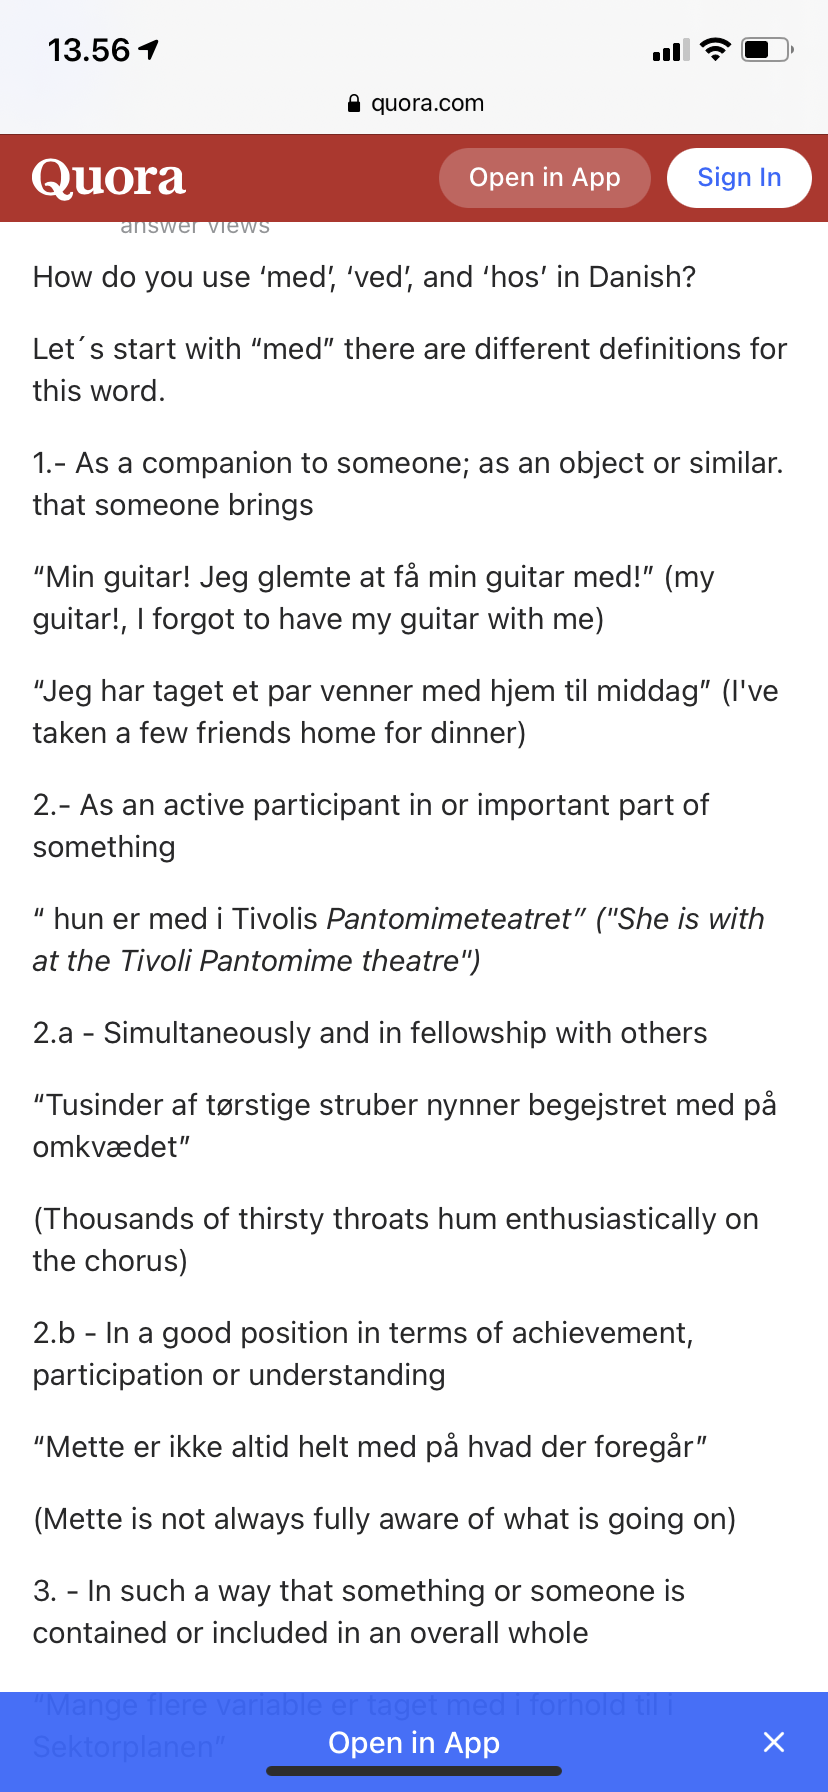 13.56
quora.com
Quora
Open in App
Sign In
answer views
How do you use ‘med’, ‘ved’, and ‘hos’ in Danish?
Let´s start with “med” there are different definitions for
this word.
1.- As a companion to someone; as an object or similar.
that someone brings
“Min guitar! Jeg glemte at få min guitar med!” (my
guitar!, I forgot to have my guitar with me)
“Jeg har taget et par venner med hjem til middag” (I've
taken a few friends home for dinner)
2.- As an active participant in or important part of
something
“ hun er med i Tivolis Pantomimeteatret” ("She is with
at the Tivoli Pantomime theatre")
2.a - Simultaneously and in fellowship with others
“Tusinder af tørstige struber nynner begejstret med på
omkvædet”
(Thousands of thirsty throats hum enthusiastically on
the chorus)
2.b - In a good position in terms of achievement,
participation or understanding
“Mette er ikke altid helt med på hvad der foregår”
(Mette is not always fully aware of what is going on)
3. - In such a way that something or someone is
contained or included in an overall whole
“Mange flere variable er taget med i forhold til i
Sektorplanen”
Open in App